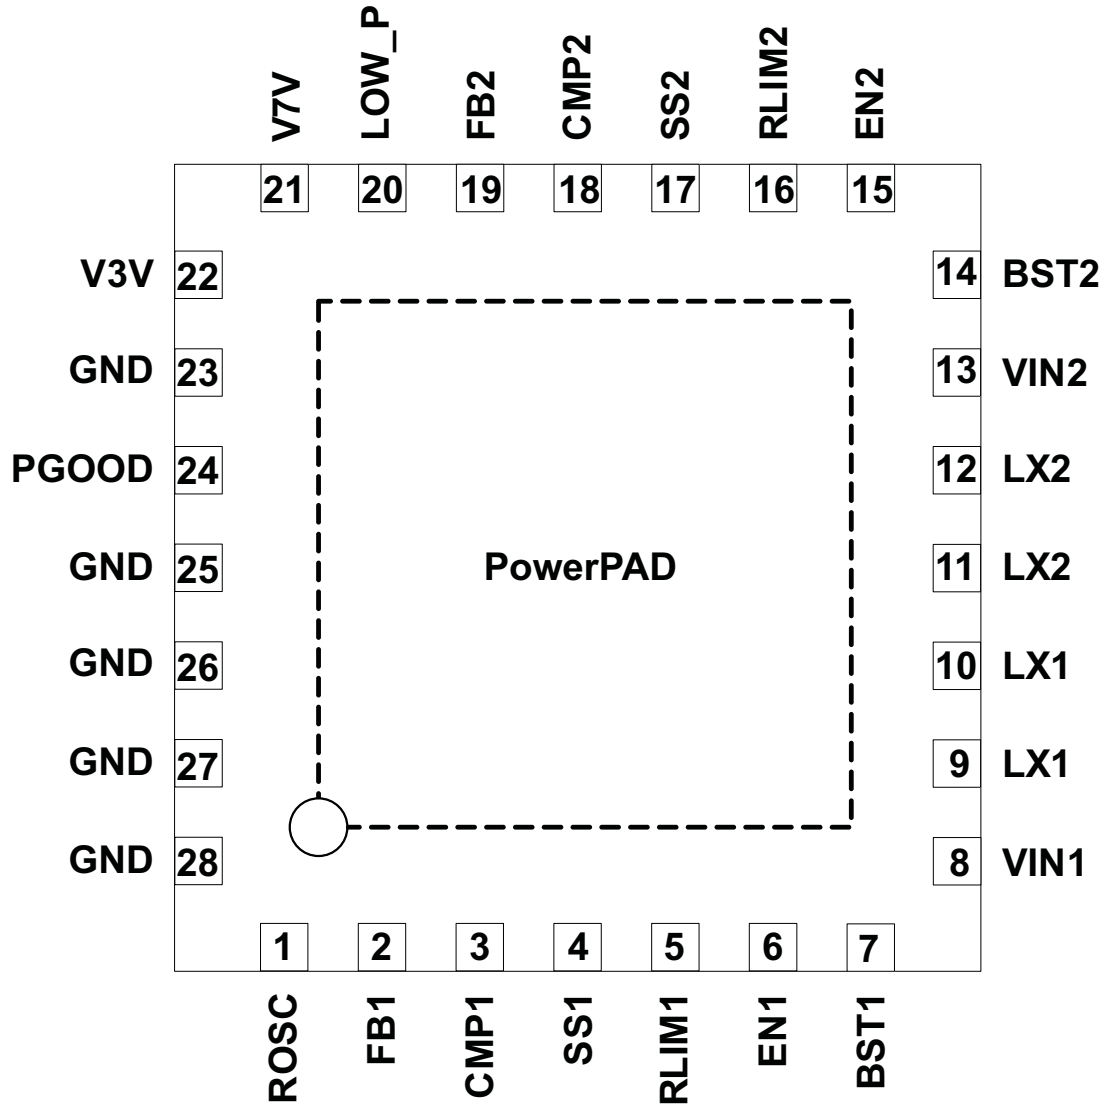 V7V
LOW_P
FB2
CMP2
SS2
RLIM2
EN2
21
20
19
18
17
16
15
V3V 22
14 BST2
GND 23
13 VIN2
PGOOD 24
12 LX2
GND 25
PowerPAD
11 LX2
GND 26
10 LX1
GND 27
9 LX1
GND 28
8 VIN1
1
2
3
4
5
6
7
ROSC
FB1
CMP1
SS1
RLIM1
EN1
BST1